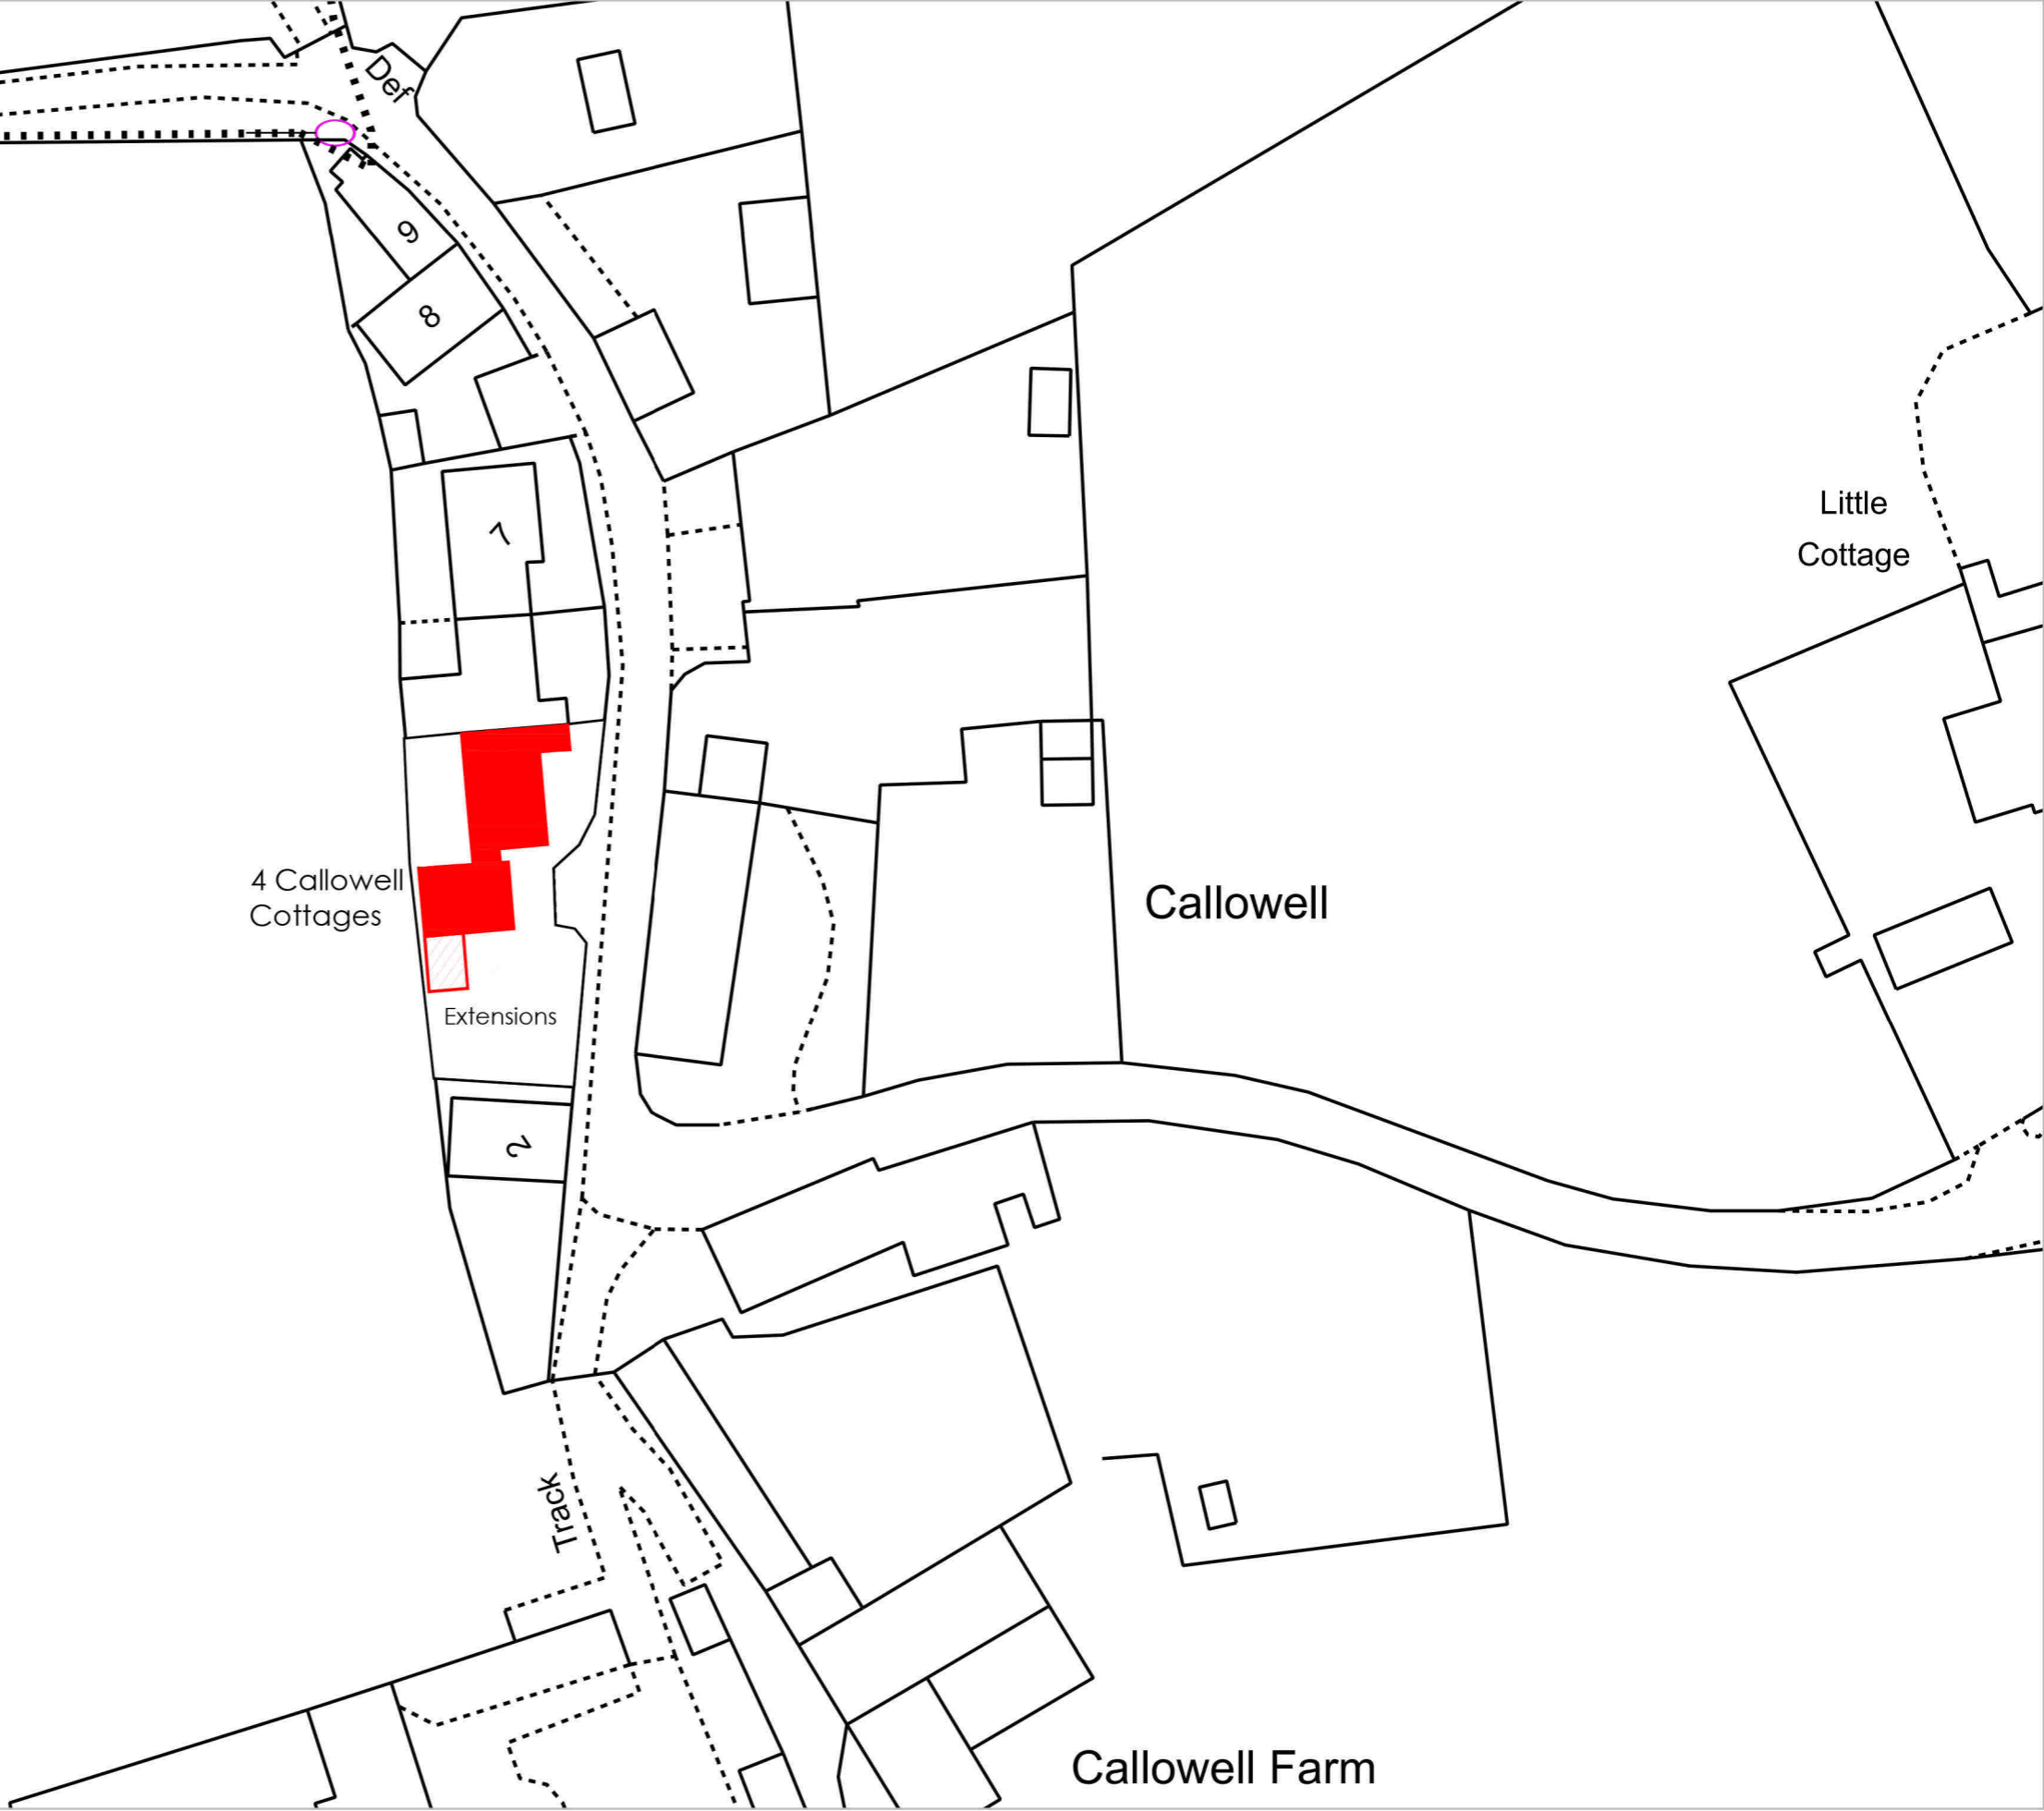 Def
9
8
7
Little
Cottage
4 Callowell
Cottages
Callowell
Extensions
2
Track
Callowell Farm